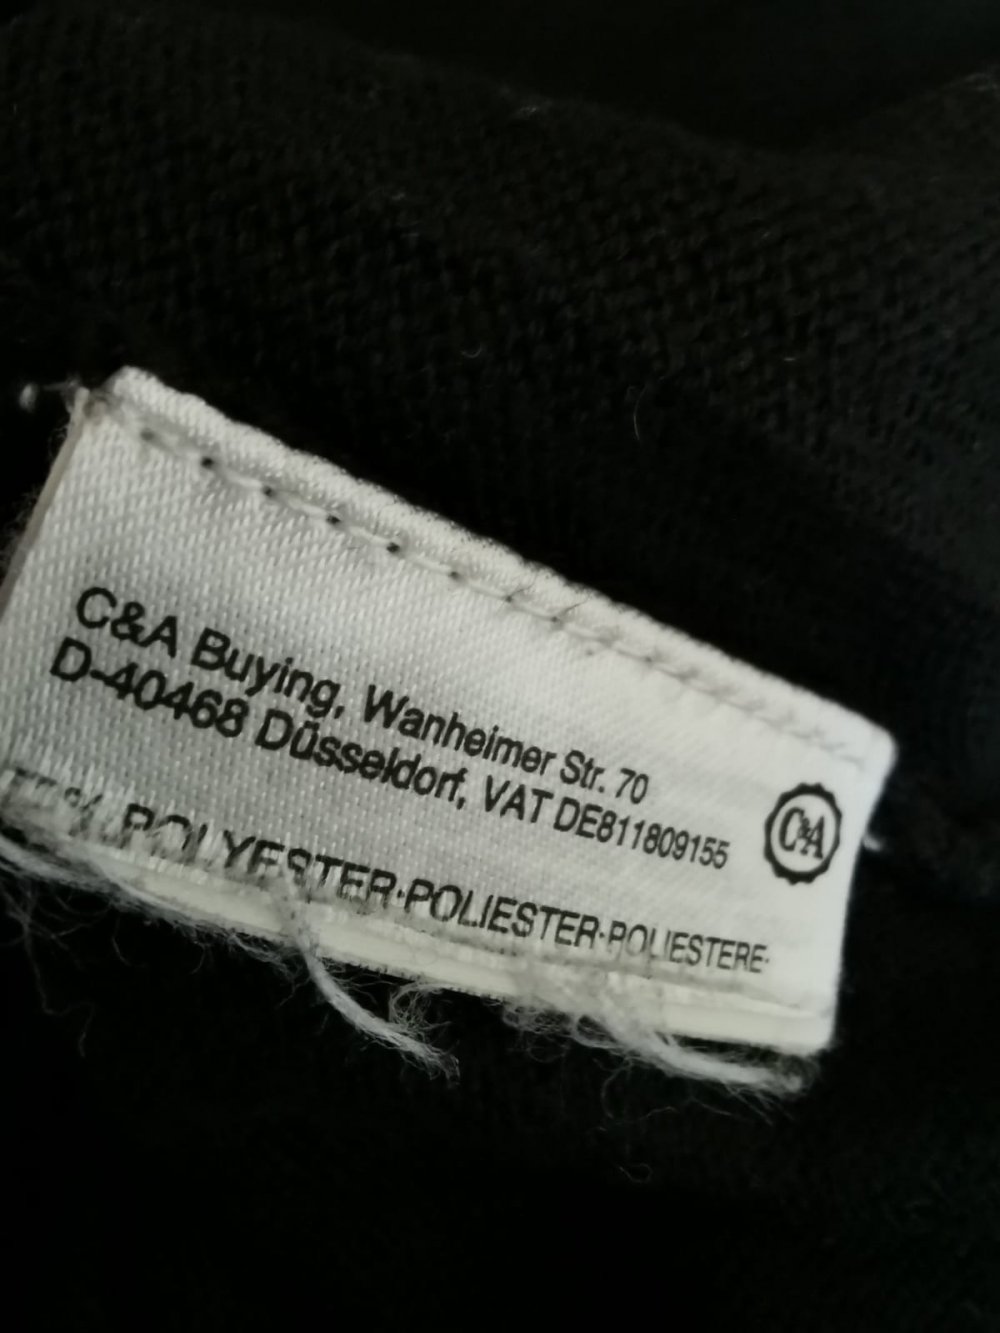 C&A Buying, Wanheimer Str. 70
D-40468 Düsseldorf, VAT DE811809155
C&A
% POLYESTER·POLIESTER·POLIESTERE·